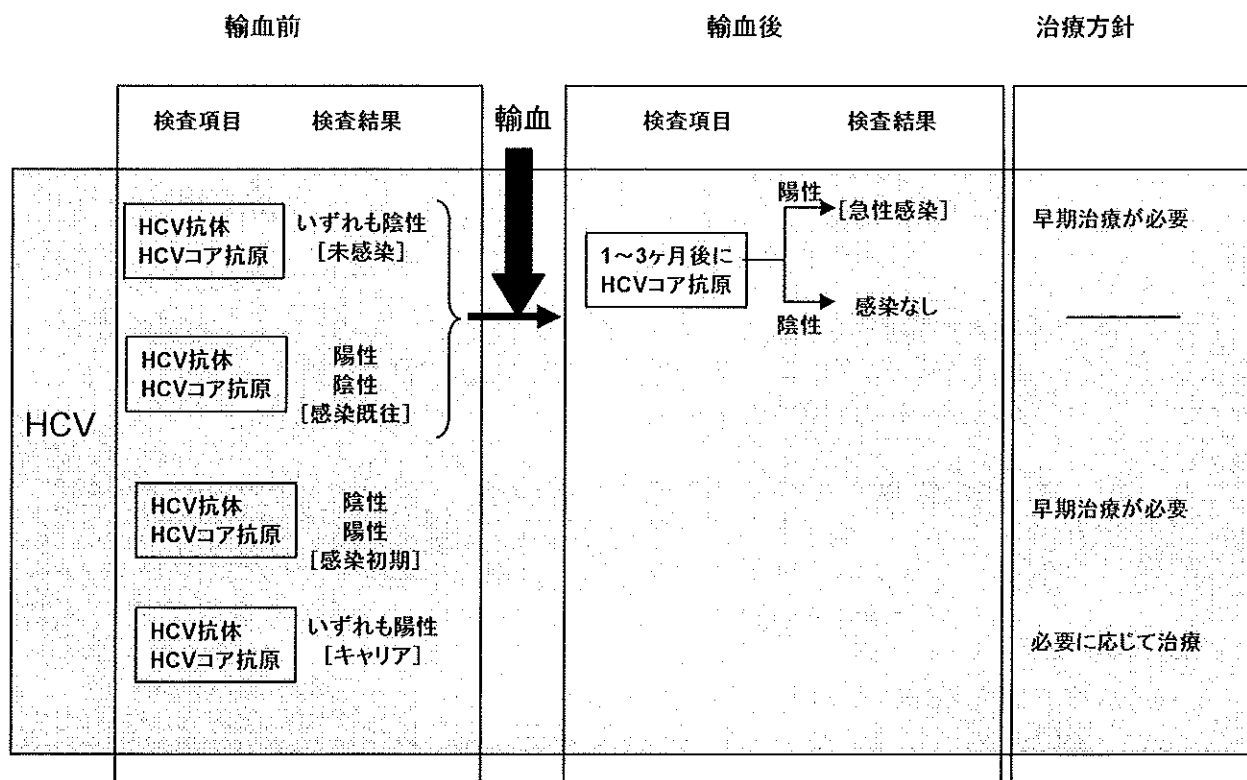 輸血前
輸血後
治療方針
検査項目
検査結果
輸血
検査項目
検査結果
HCV
HCV抗体
HCVコア抗原
いずれも陰性
[未感染]
HCV抗体
HCVコア抗原
陽性
陰性
[感染既往]
1～3ヶ月後に
HCVコア抗原
陽性
[急性感染]
陰性
感染なし
早期治療が必要
HCV抗体
HCVコア抗原
陰性
陽性
[感染初期]
早期治療が必要
HCV抗体
HCVコア抗原
いずれも陽性
[キャリア]
必要に応じて治療